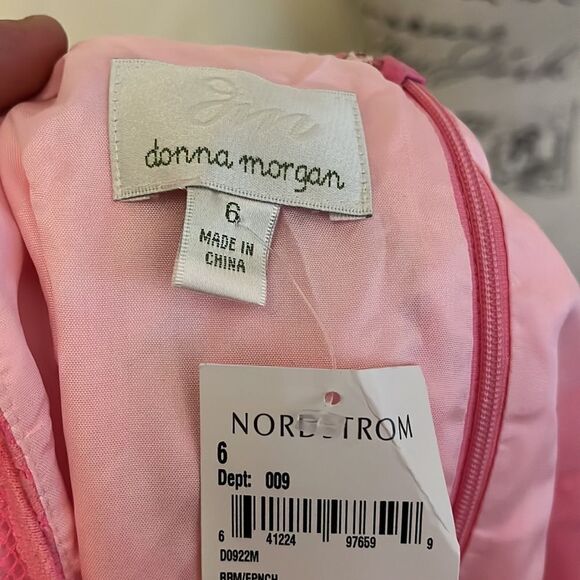 donna morgan
6
MADE IN
CHINA
NORDSTROM
6
Dept: 009
6 41224 97659 9
D0922M